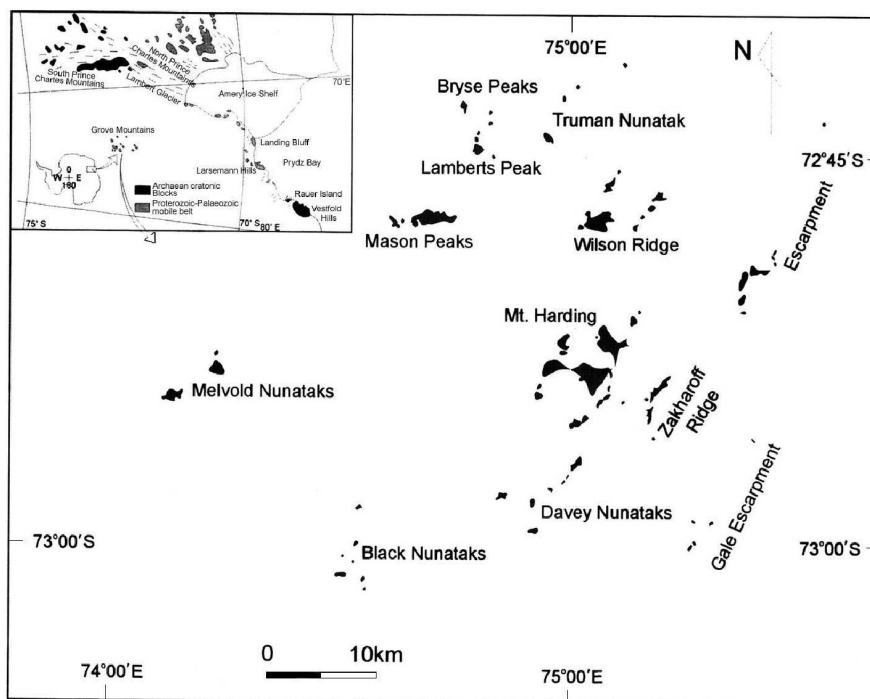 75°00′E
N
South Prince
Charles Mountains
North Prince
Charles Mountains
Lambert Glacier
70°E
Amery Ice Shelf
Grove Mountains
Landing Bluff
Larsemann Hills
Prydz Bay
0
W E
180
Archaean cratonic
Blocks
Proterozoic-Palaeozoic
mobile belt
Rauer Island
Vestfold
Hills
75° S
70° S
80° E
Bryse Peaks
Truman Nunatak
Lamberts Peak
72°45′S
Mason Peaks
Wilson Ridge
Escarpment
Mt. Harding
Melvold Nunataks
Zakharoff
Ridge
Davey Nunataks
Gale Escarpment
Black Nunataks
73°00′S
73°00′S
0 10km
74°00′E
75°00′E